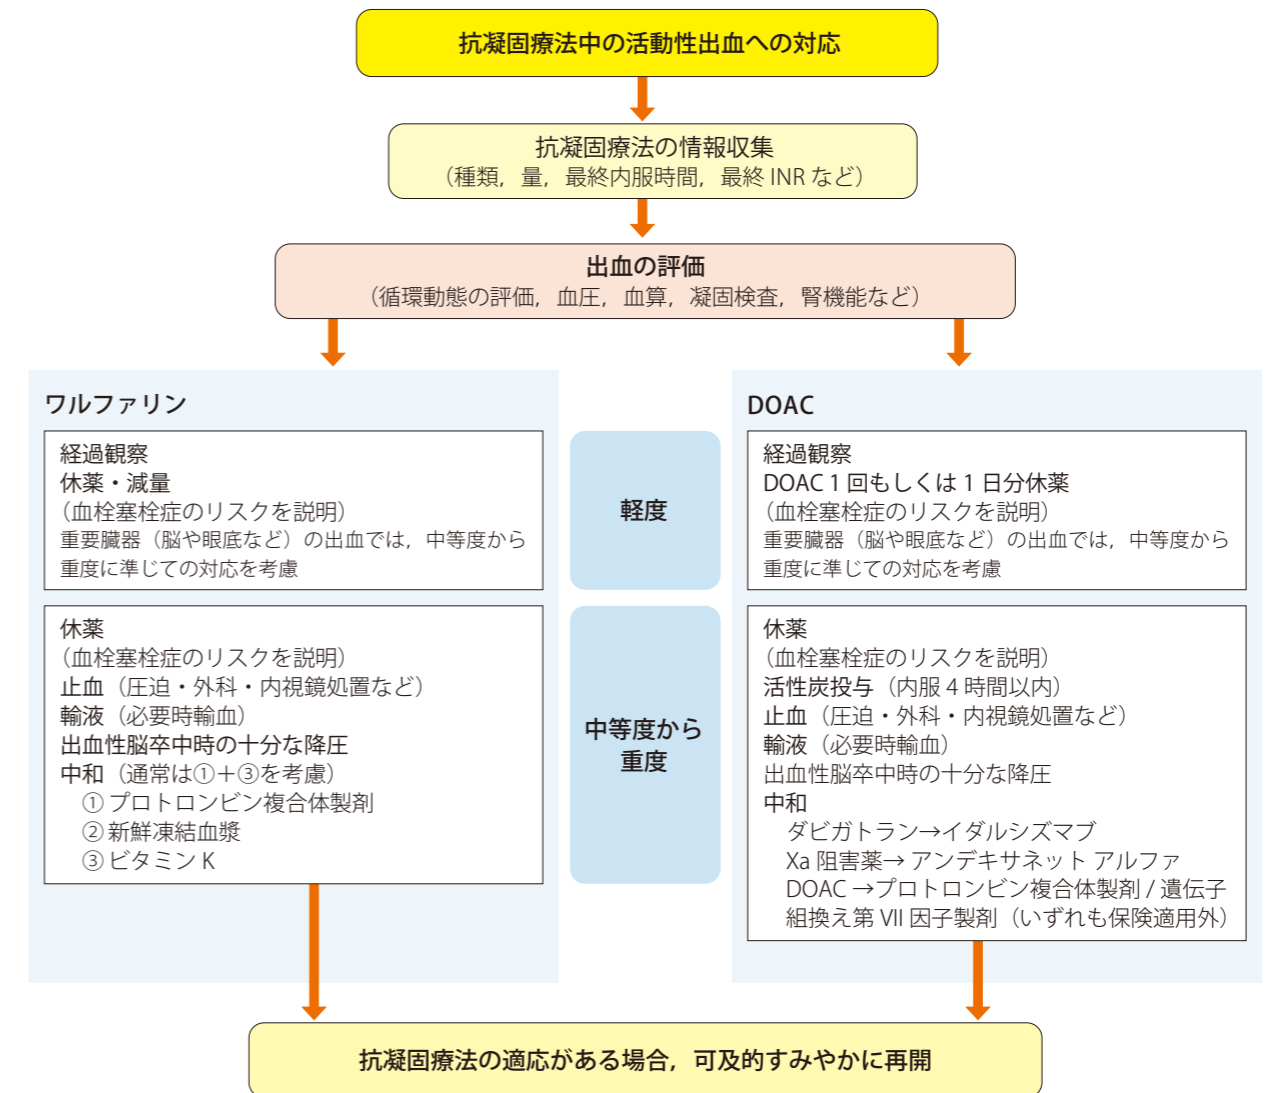 抗凝固療法中の活動性出血への対応
抗凝固療法の情報収集
（種類，量，最終内服時間，最終 INR など）
出血の評価
（循環動態の評価，血圧，血算，凝固検査，腎機能など）
ワルファリン
経過観察
休薬・減量
（血栓塞栓症のリスクを説明）
重要臓器（脳や眼底など）の出血では，中等度から
重度に準じての対応を考慮
軽度
DOAC
経過観察
DOAC 1 回もしくは 1 日分休薬
（血栓塞栓症のリスクを説明）
重要臓器（脳や眼底など）の出血では，中等度から
重度に準じての対応を考慮
休薬
（血栓塞栓症のリスクを説明）
止血（圧迫・外科・内視鏡処置など）
輸液（必要時輸血）
出血性脳卒中時の十分な降圧
中和（通常は①＋③を考慮）
① プロトロンビン複合体製剤
② 新鮮凍結血漿
③ ビタミン K
中等度から
重度
休薬
（血栓塞栓症のリスクを説明）
活性炭投与（内服 4 時間以内）
止血（圧迫・外科・内視鏡処置など）
輸液（必要時輸血）
出血性脳卒中時の十分な降圧
中和
ダビガトラン→イダルシズマブ
Xa 阻害薬→ アンデキサネット アルファ
DOAC →プロトロンビン複合体製剤 / 遺伝子
組換え第 VII 因子製剤（いずれも保険適用外）
抗凝固療法の適応がある場合，可及的すみやかに再開